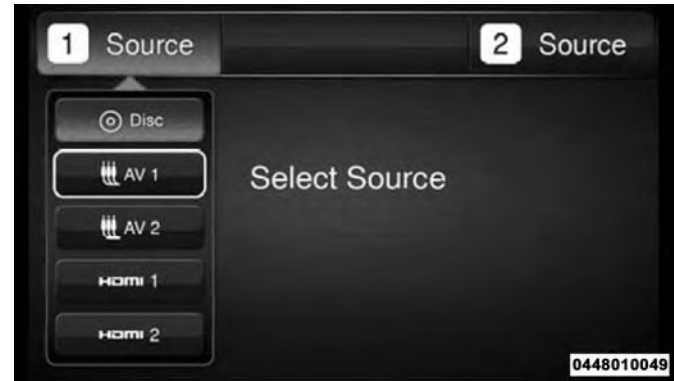 1 Source
2 Source
Disc
AV 1
Select Source
AV 2
HDMI 1
HDMI 2
0448010049